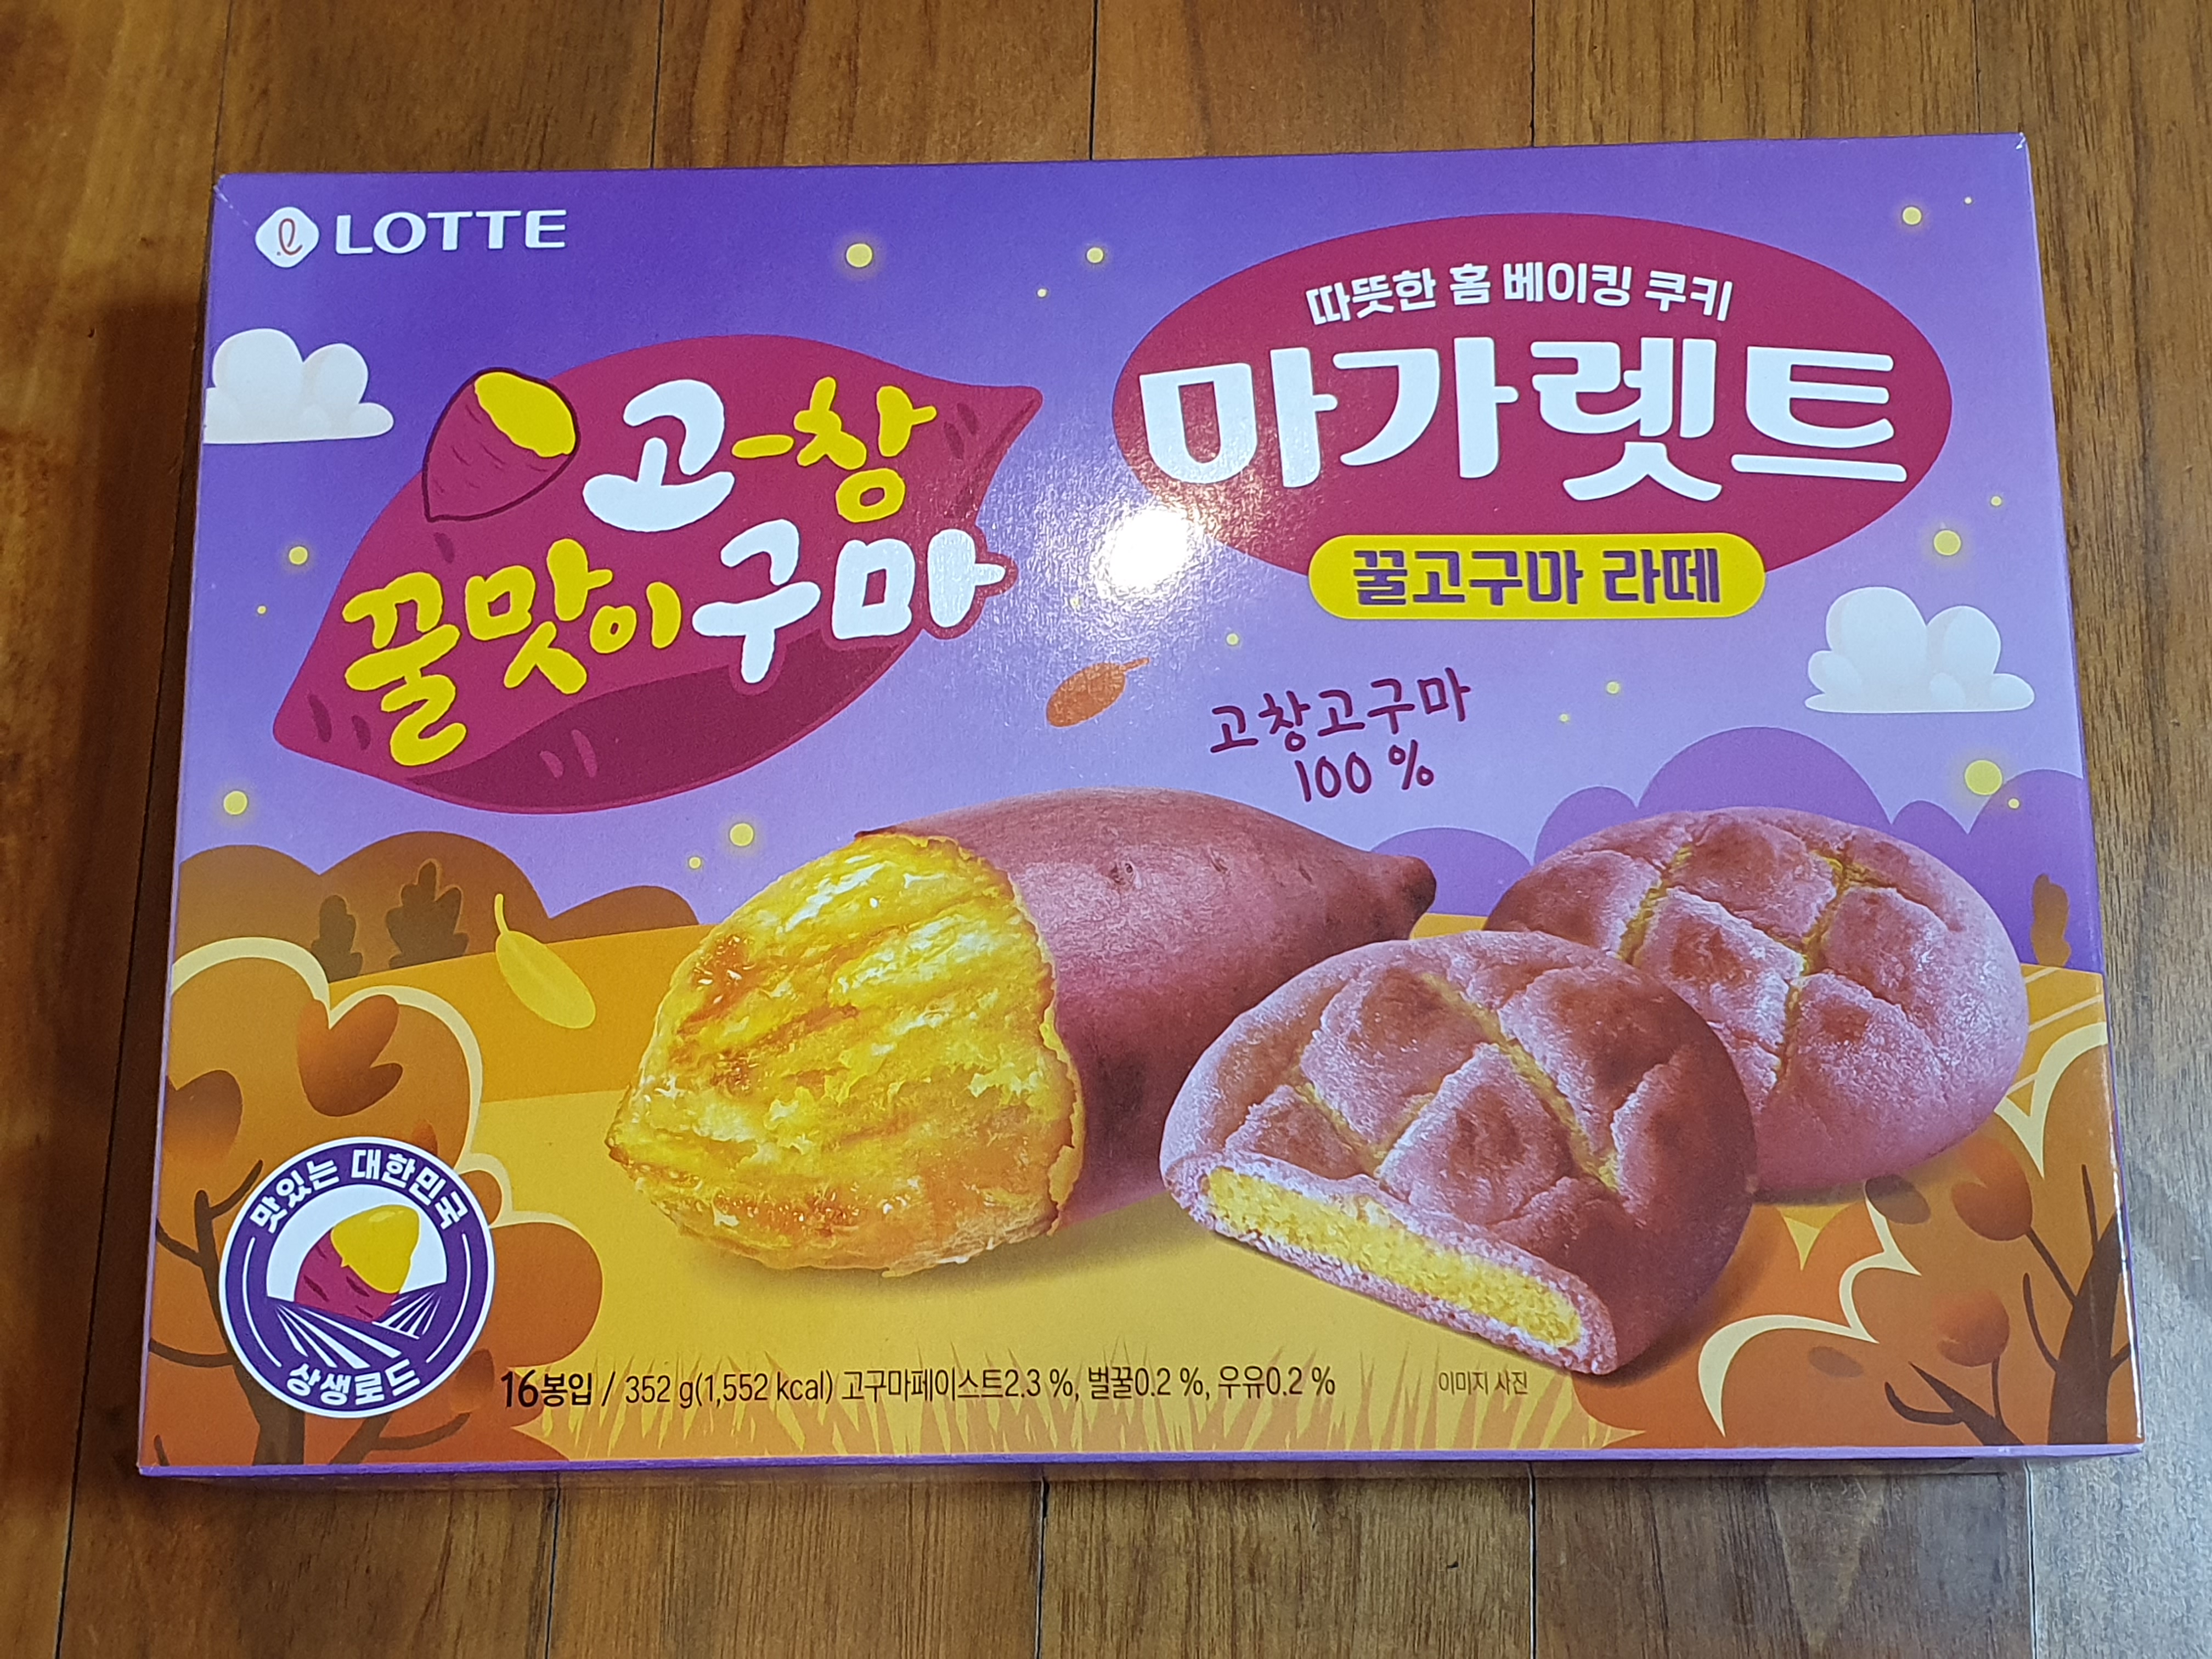 LOTTE
따뜻한 홈 베이킹 쿠키
마가렛트
꿀고구마 라떼
고-창
꿀맛이구마
고창고구마
100 %
맛있는 대한민국
상생로드
16봉입 / 352 g(1,552 kcal) 고구마페이스트2.3 %, 벌꿀0.2 %, 우유0.2 %
이미지 사진